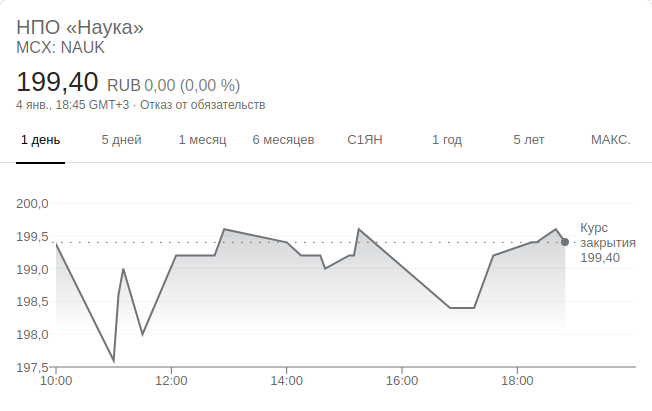 НПО «Наука»
MCX: NAUK
199,40 RUB 0,00 (0,00 %)
4 янв., 18:45 GMT+3 · Отказ от обязательств
1 день 5 дней 1 месяц 6 месяцев С1ЯН 1 год 5 лет МАКС.
200,0
199,5
199,0
198,5
198,0
197,5
Курс
закрытия
199,40
10:00 12:00 14:00 16:00 18:00